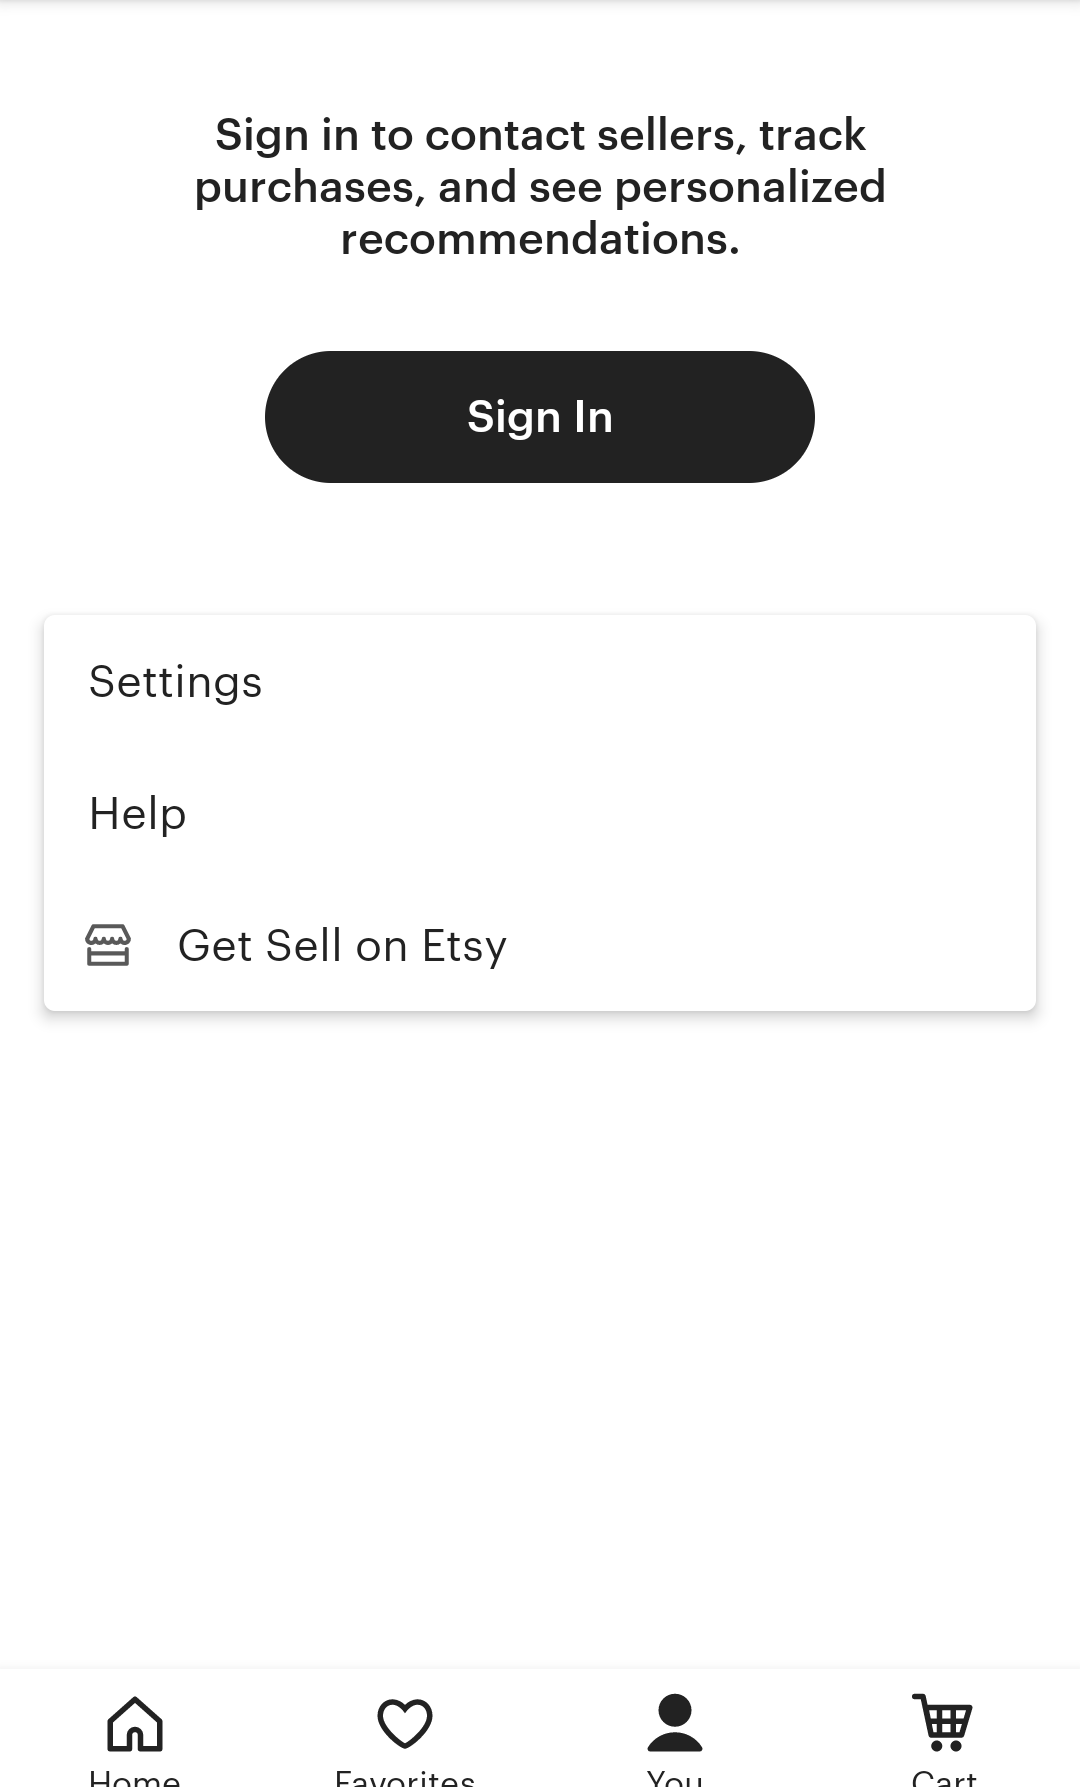 Sign in to contact sellers, track
purchases, and see personalized
recommendations.
Sign In
Settings
Help
Get Sell on Etsy
Home
Favorites
You
Cart